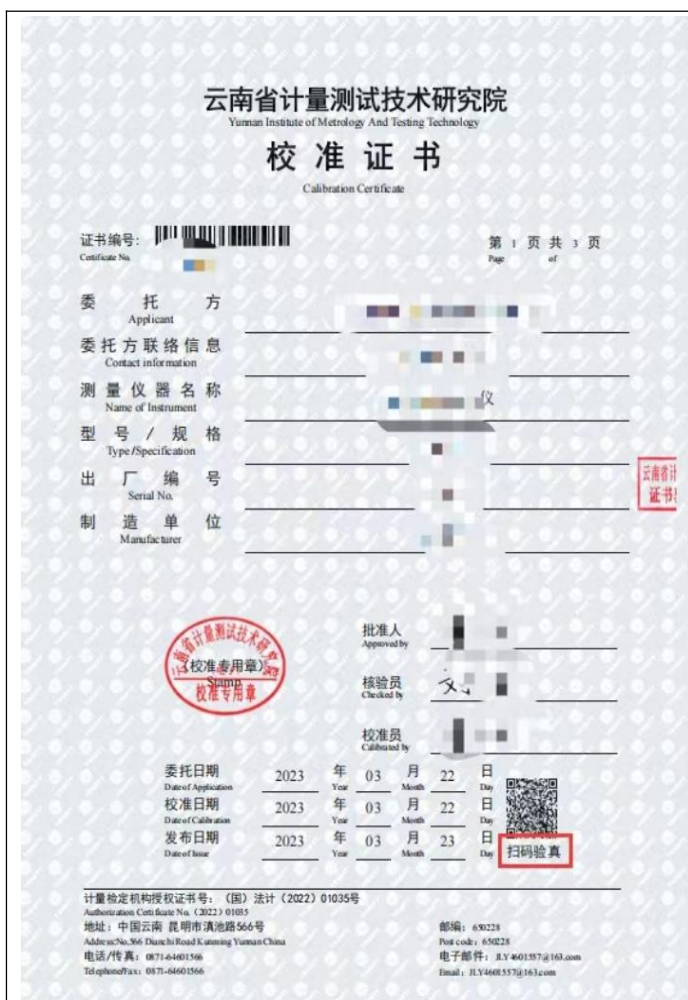 云南省计量测试技术研究院
Yunnan Institute of Metrology And Testing Technology
校准证书
Calibration Certificate
证书编号:
Certificate No.
第 1 页 共 3 页
Page of
委托方
Applicant
委托方联络信息
Contact information
测量仪器名称
Name of Instrument
仪
型号/规格
Type/Specification
出厂编号
Serial No.
云南省计
证书
制造单位
Manufacturer
云南省计量测试技术研究院
(校准专用章)
Stamp
校准专用章
批准人
Approved by
核验员
Checked by
校准员
Calibrated by
委托日期 2023 年 03 月 22 日
Date of Application Year Month Day
校准日期 2023 年 03 月 22 日
Date of Calibration Year Month Day
发布日期 2023 年 03 月 23 日
Date of Issue Year Month Day
扫码验真
计量检定机构授权证书号:(国)法计(2022)01035号
Authorization Certificate No. (2022) 01035
地址:中国云南 昆明市滇池路566号
Address:No.566 Dianchi Road Kunming Yunnan China
邮编:650228
Post code: 650228
电话/传真:0871-64601566
Telephone/Fax: 0871-64601566
电子邮件:JLY4601557@163.com
Email: JLY4601557@163.com